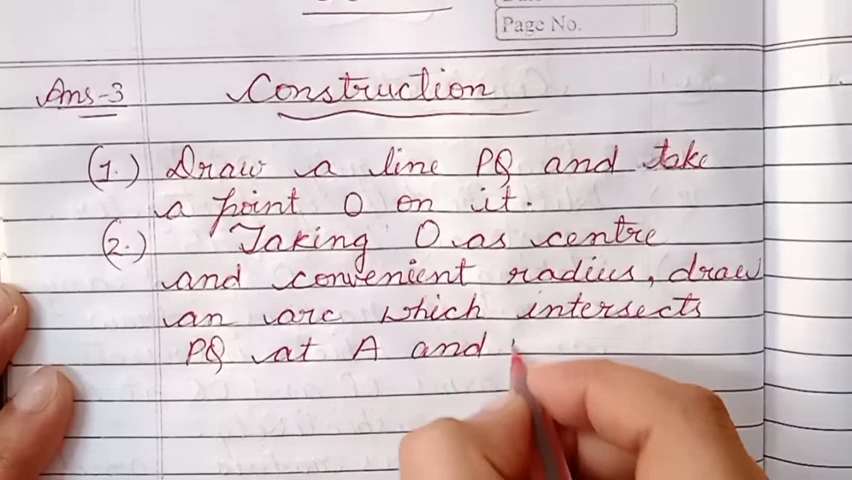 Page No.
Ans-3 Construction
(1.) Draw a line PQ and take
a point O on it.
(2.) Taking O as centre
and convenient radius, draw
an arc which intersects
PQ at A and